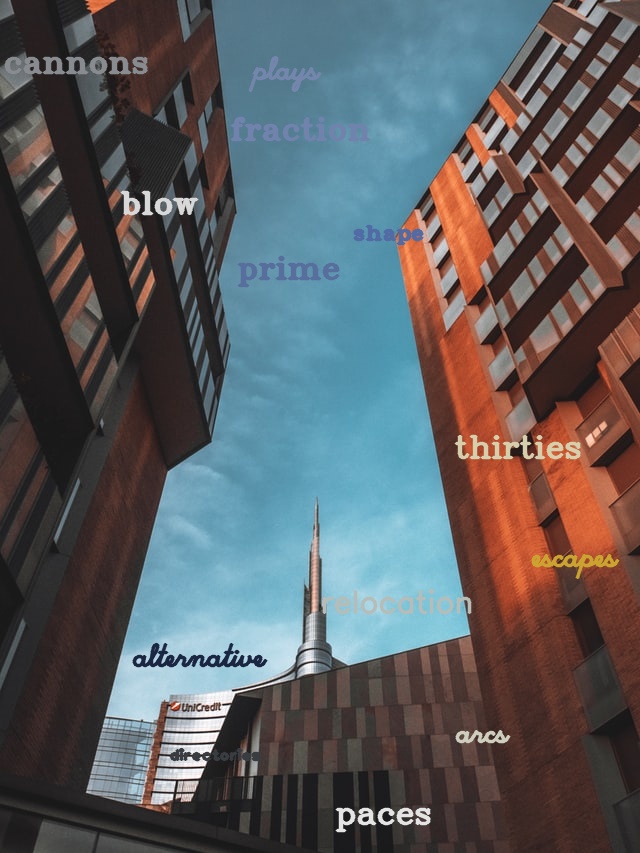 cannons
plays
fraction
blow
shape
prime
thirties
escapes
relocation
alternative
UniCredit
arcs
directories
paces